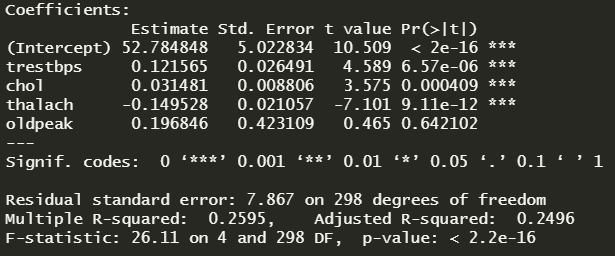 Coefficients:
             Estimate Std. Error t value Pr(>|t|)
(Intercept) 52.784848   5.022834  10.509  < 2e-16 ***
trestbps     0.121565   0.026491   4.589 6.57e-06 ***
chol         0.031481   0.008806   3.575 0.000409 ***
thalach     -0.149528   0.021057  -7.101 9.11e-12 ***
oldpeak      0.196846   0.423109   0.465 0.642102
---
Signif. codes:  0 ‘***’ 0.001 ‘**’ 0.01 ‘*’ 0.05 ‘.’ 0.1 ‘ ’ 1
Residual standard error: 7.867 on 298 degrees of freedom
Multiple R-squared:  0.2595,    Adjusted R-squared:  0.2496
F-statistic: 26.11 on 4 and 298 DF,  p-value: < 2.2e-16